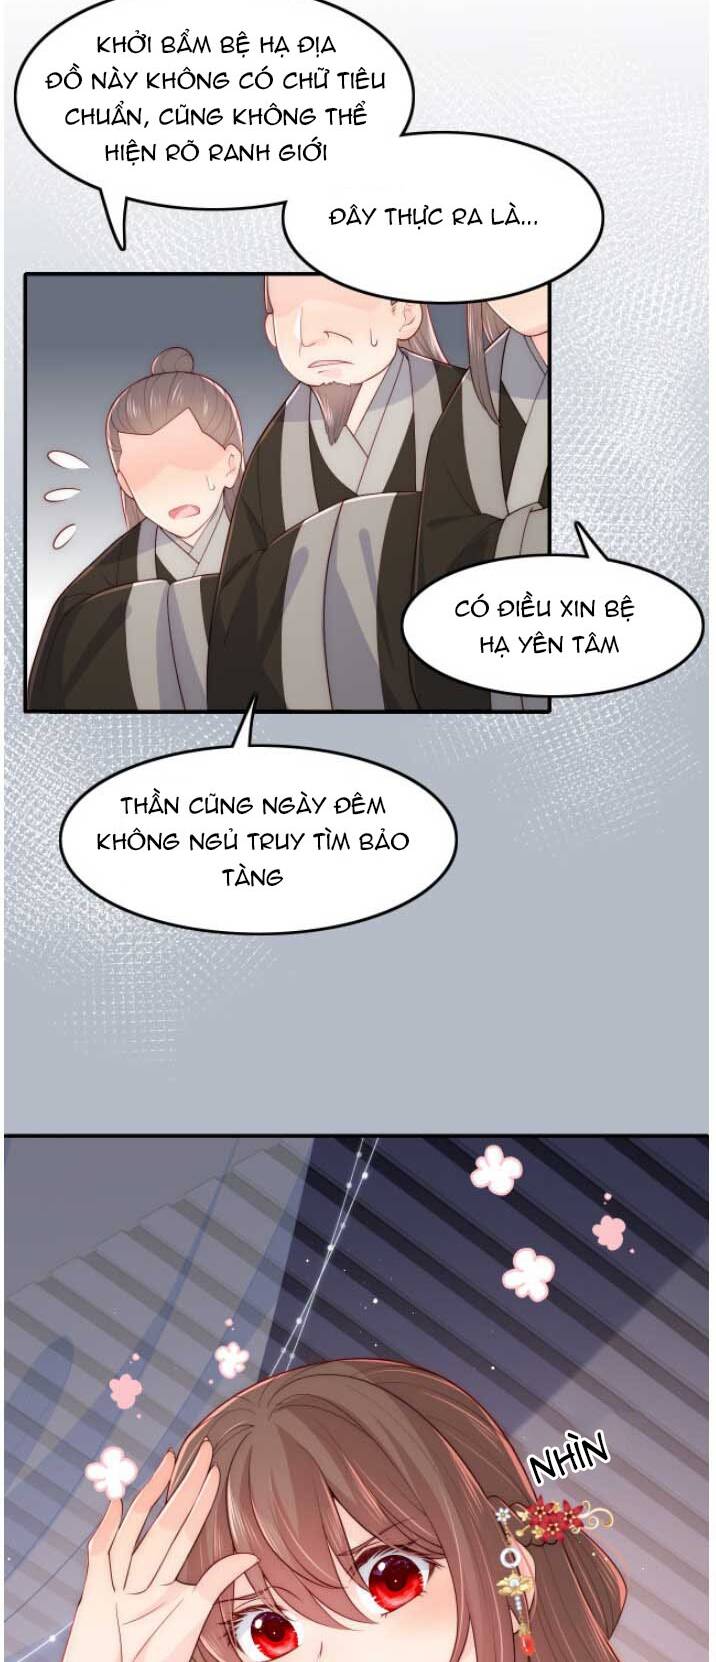 KHỞI BẨM BỆ HẠ ĐỊA
ĐỒ NÀY KHÔNG CÓ CHỮ TIÊU
CHUẨN, CŨNG KHÔNG THỂ
HIỆN RÕ RANH GIỚI
ĐÂY THỰC RA LÀ...
CÓ ĐIỀU XIN BỆ
HẠ YÊN TÂM
THẦN CŨNG NGÀY ĐÊM
KHÔNG NGỦ TRUY TÌM BẢO
TÀNG
NHÌN